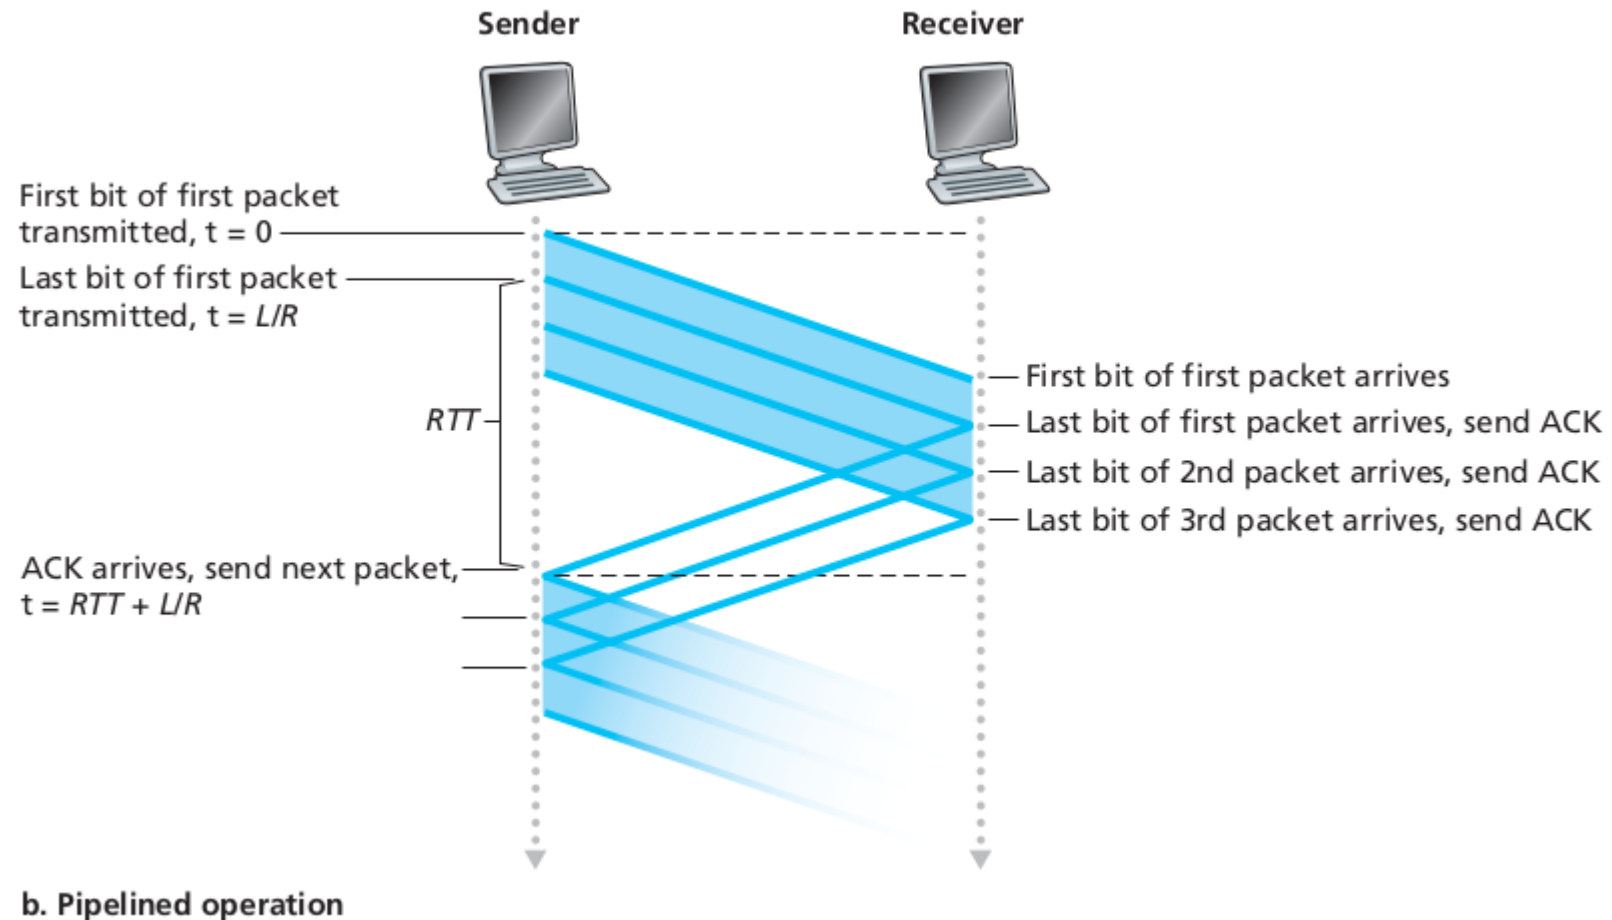 Sender
Receiver
First bit of first packet
transmitted, t = 0
Last bit of first packet
transmitted, t = L/R
RTT
First bit of first packet arrives
Last bit of first packet arrives, send ACK
Last bit of 2nd packet arrives, send ACK
Last bit of 3rd packet arrives, send ACK
ACK arrives, send next packet,
t = RTT + L/R
b. Pipelined operation